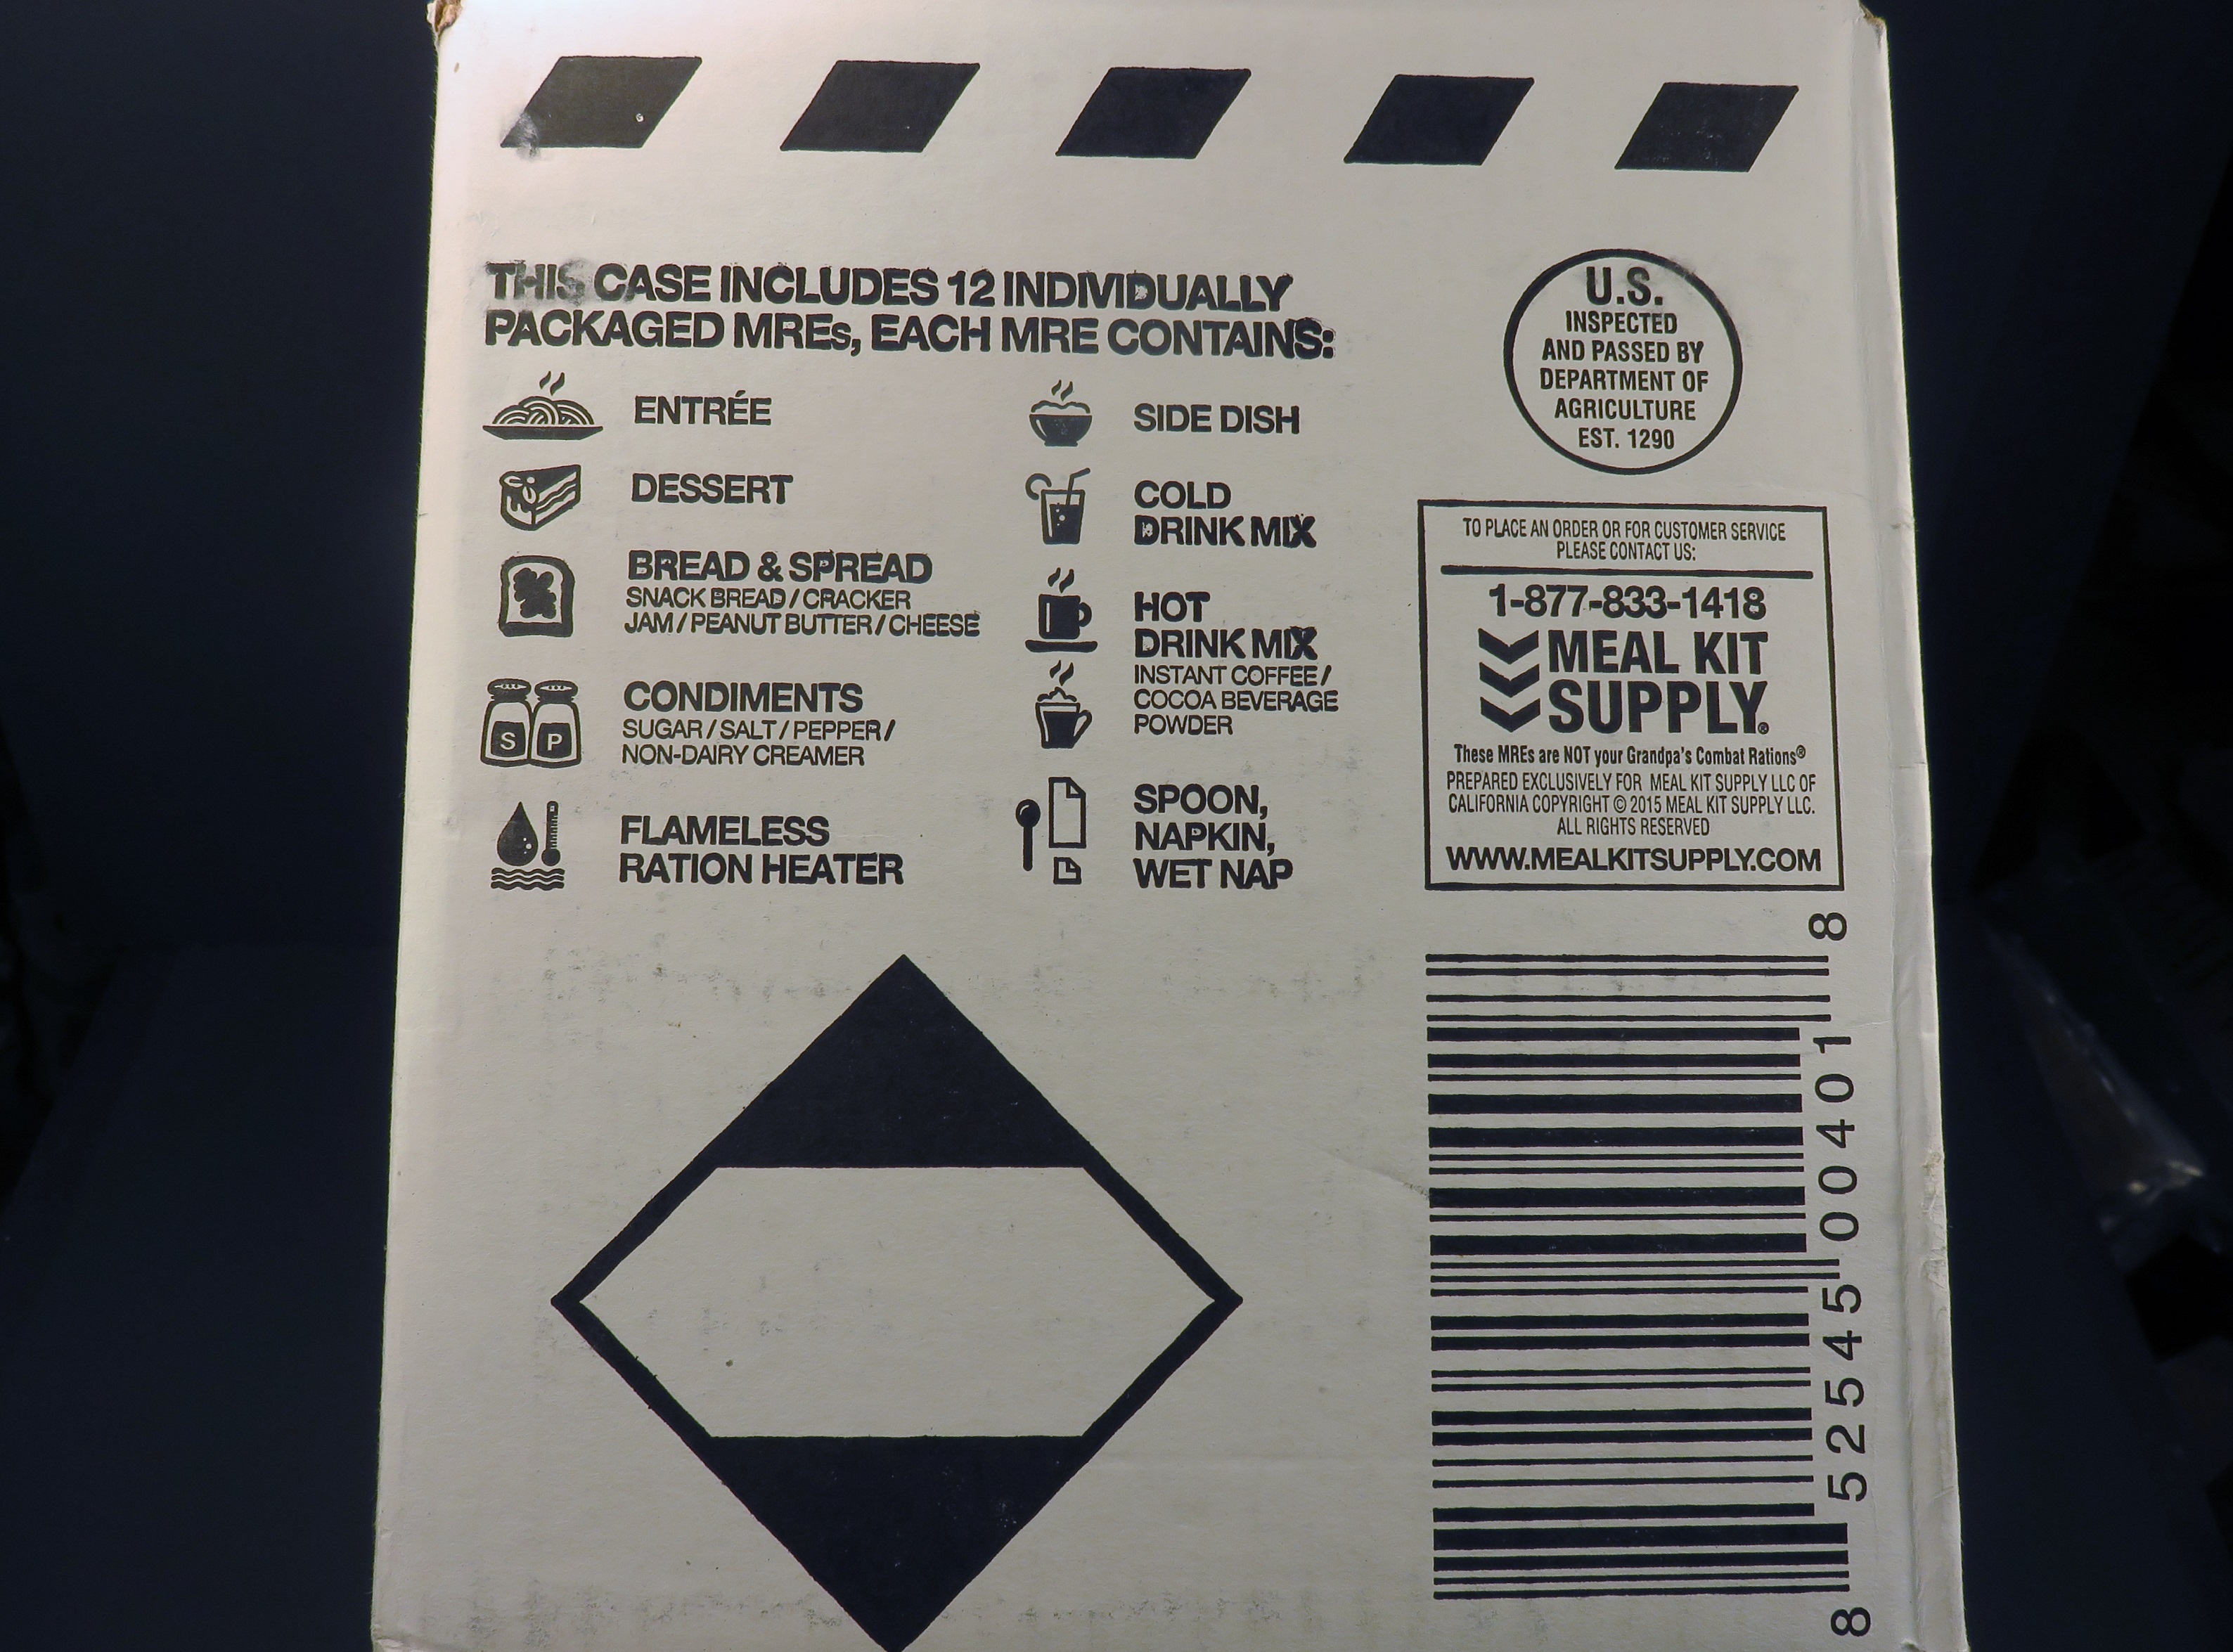 THIS CASE INCLUDES 12 INDIVIDUALLY
PACKAGED MREs, EACH MRE CONTAINS:
ENTRÉE
DESSERT
BREAD & SPREAD
SNACK BREAD / CRACKER
JAM / PEANUT BUTTER / CHEESE
CONDIMENTS
SUGAR / SALT / PEPPER /
NON-DAIRY CREAMER
S P
FLAMELESS
RATION HEATER
SIDE DISH
COLD
DRINK MIX
HOT
DRINK MIX
INSTANT COFFEE /
COCOA BEVERAGE
POWDER
SPOON,
NAPKIN,
WET NAP
U.S.
INSPECTED
AND PASSED BY
DEPARTMENT OF
AGRICULTURE
EST. 1290
TO PLACE AN ORDER OR FOR CUSTOMER SERVICE
PLEASE CONTACT US:
1-877-833-1418
MEAL KIT
SUPPLY®
These MREs are NOT your Grandpa's Combat Rations®
PREPARED EXCLUSIVELY FOR MEAL KIT SUPPLY LLC OF
CALIFORNIA COPYRIGHT © 2015 MEAL KIT SUPPLY LLC.
ALL RIGHTS RESERVED
WWW.MEALKITSUPPLY.COM
8 52545 00401 8